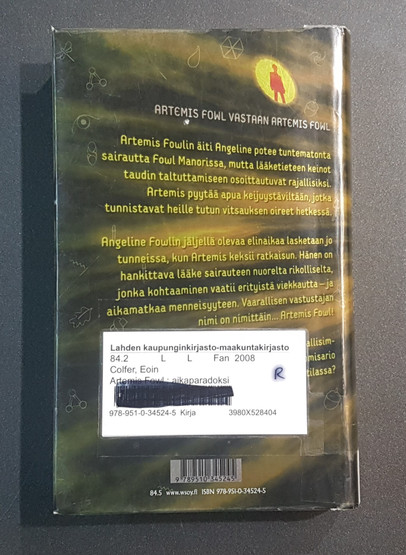 ARTEMIS FOWL VASTAAN ARTEMIS FOWL
Artemis Fowlin äiti Angeline potee tuntematonta
sairautta Fowl Manorissa, mutta lääketieteen keinot
taudin talttuttamiseen osoittautuvat rajallisiksi.
Artemis pyytää apua keijuystäviltään, jotka
tunnistavat heille tutun vitsauksen oireet hetkessä.
Angeline Fowlin jäljellä olevaa elinaikaa lasketaan jo
tunneissa, kun Artemis keksii ratkaisun. Hänen on
hankittava lääke sairauteen nuorelta rikolliselta,
jonka kohtaaminen vaatii erityistä viekkautta – ja
aikamatkaa menneisyyteen. Vaarallisen vastustajan
nimi on nimittäin... Artemis Fowl!
allisim-
misario
tilassa?
Lahden kaupunginkirjasto-maakuntakirjasto
84.2 L L Fan 2008
Colfer, Eoin
Artemis Fowl : aikaparadoksi
R
978-951-0-34524-5 Kirja 3980X528404
9789510345245
84.5 www.wsoy.fi ISBN 978-951-0-34524-5